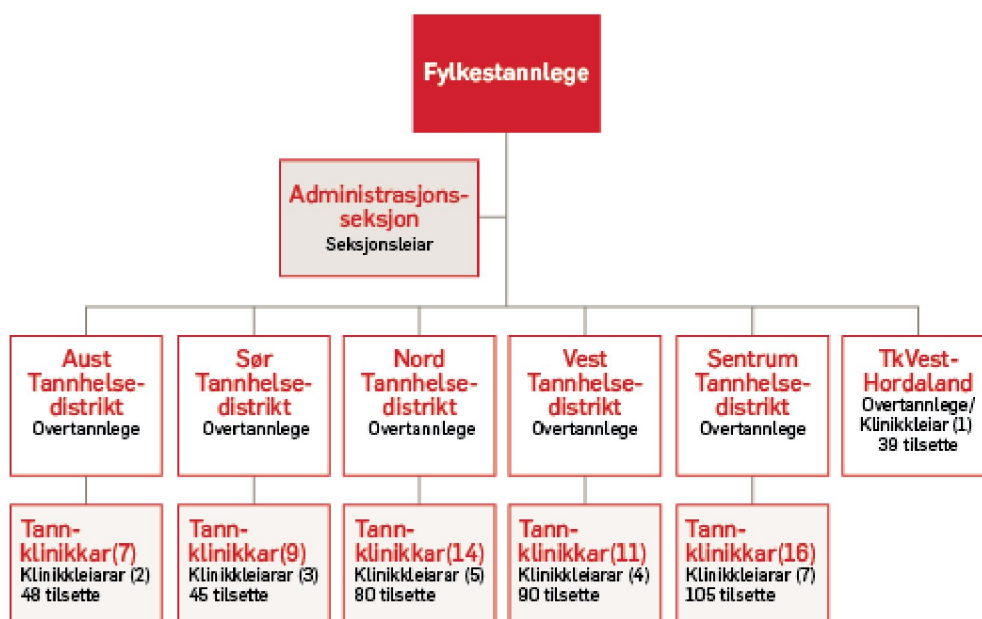 Fylkestannlege
Administrasjons-
seksjon
Seksjonsleiar
Aust
Tannhelse-
distrikt
Overtannlege
Sør
Tannhelse-
distrikt
Overtannlege
Nord
Tannhelse-
distrikt
Overtannlege
Vest
Tannhelse-
distrikt
Overtannlege
Sentrum
Tannhelse-
distrikt
Overtannlege
TkVest-
Hordaland
Overtannlege/
Klinikkleiar (1)
39 tilsette
Tann-
klinikkar(7)
Klinikkleiarar (2)
48 tilsette
Tann-
klinikkar(9)
Klinikkleiarar (3)
45 tilsette
Tann-
klinikkar(14)
Klinikkleiarar (5)
80 tilsette
Tann-
klinikkar(11)
Klinikkleiarar (4)
90 tilsette
Tann-
klinikkar(16)
Klinikkleiarar (7)
105 tilsette